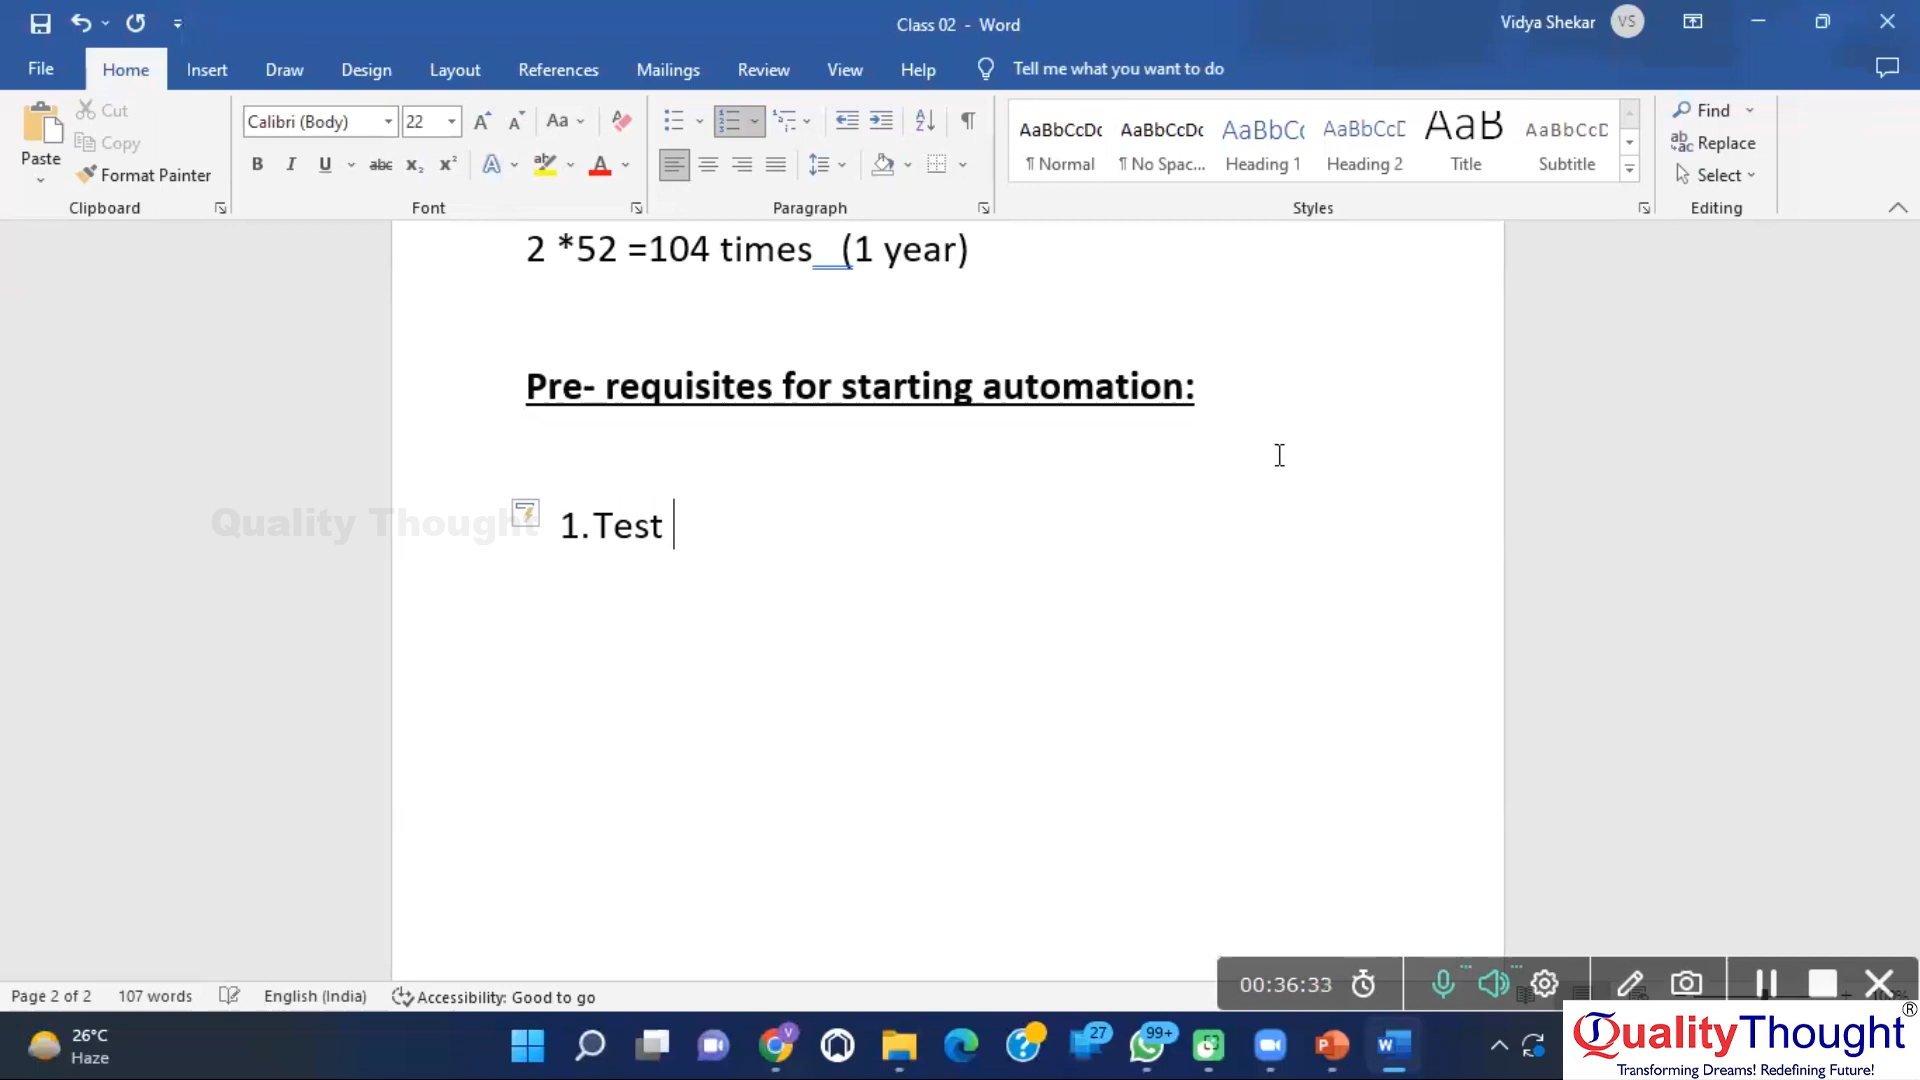 Class 02 - Word
Vidya Shekar VS
File Home Insert Draw Design Layout References Mailings Review View Help Tell me what you want to do
Paste
Cut
Copy
Format Painter
Clipboard
Calibri (Body) 22
Font
Paragraph
AaBbCcDc AaBbCcDc AaBbCc AaBbCcD AaB AaBbCcD
¶ Normal ¶ No Spac... Heading 1 Heading 2 Title Subtitle
Styles
Find
Replace
Select
Editing
2 *52 =104 times (1 year)
Pre- requisites for starting automation:
Quality Thought
1.Test
00:36:33
Page 2 of 2 107 words English (India) Accessibility: Good to go
26°C
Haze
V
27
99+
QualityThought®
Transforming Dreams! Redefining Future!